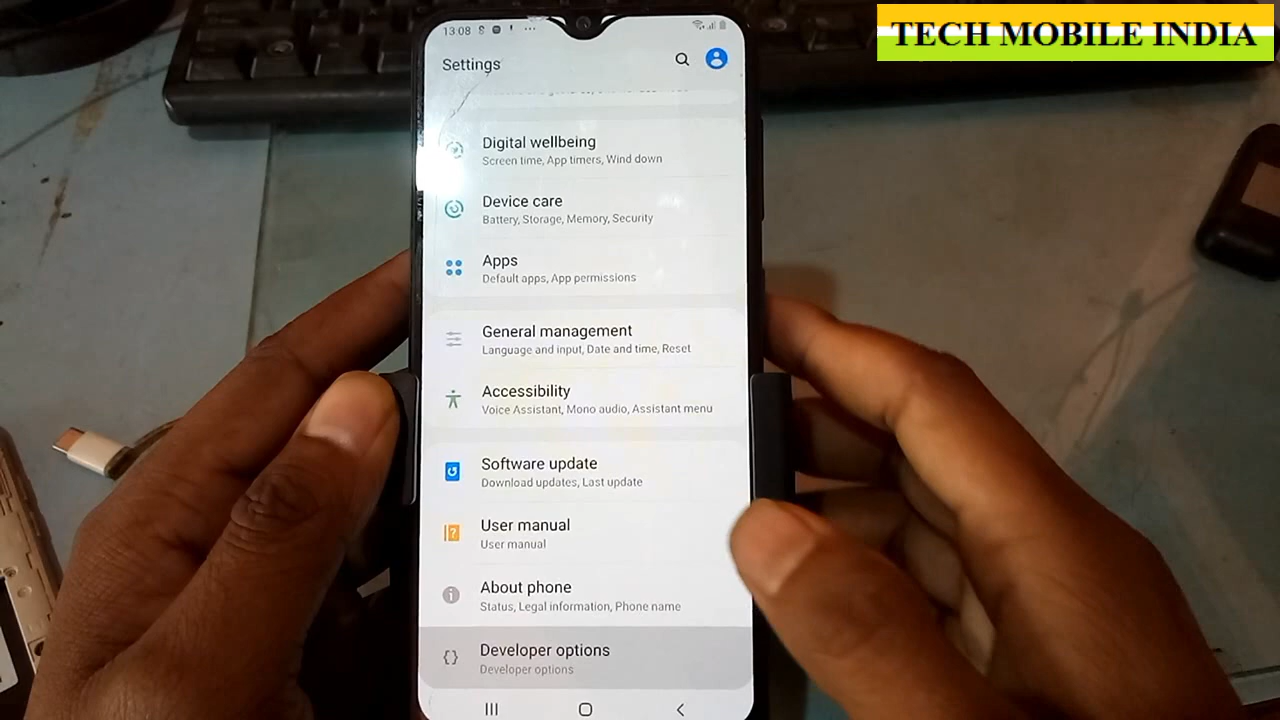 TECH MOBILE INDIA
13:08
Settings
Digital wellbeing
Screen time, App timers, Wind down
Device care
Battery, Storage, Memory, Security
Apps
Default apps, App permissions
General management
Language and input, Date and time, Reset
Accessibility
Voice Assistant, Mono audio, Assistant menu
Software update
Download updates, Last update
User manual
User manual
About phone
Status, Legal information, Phone name
Developer options
Developer options